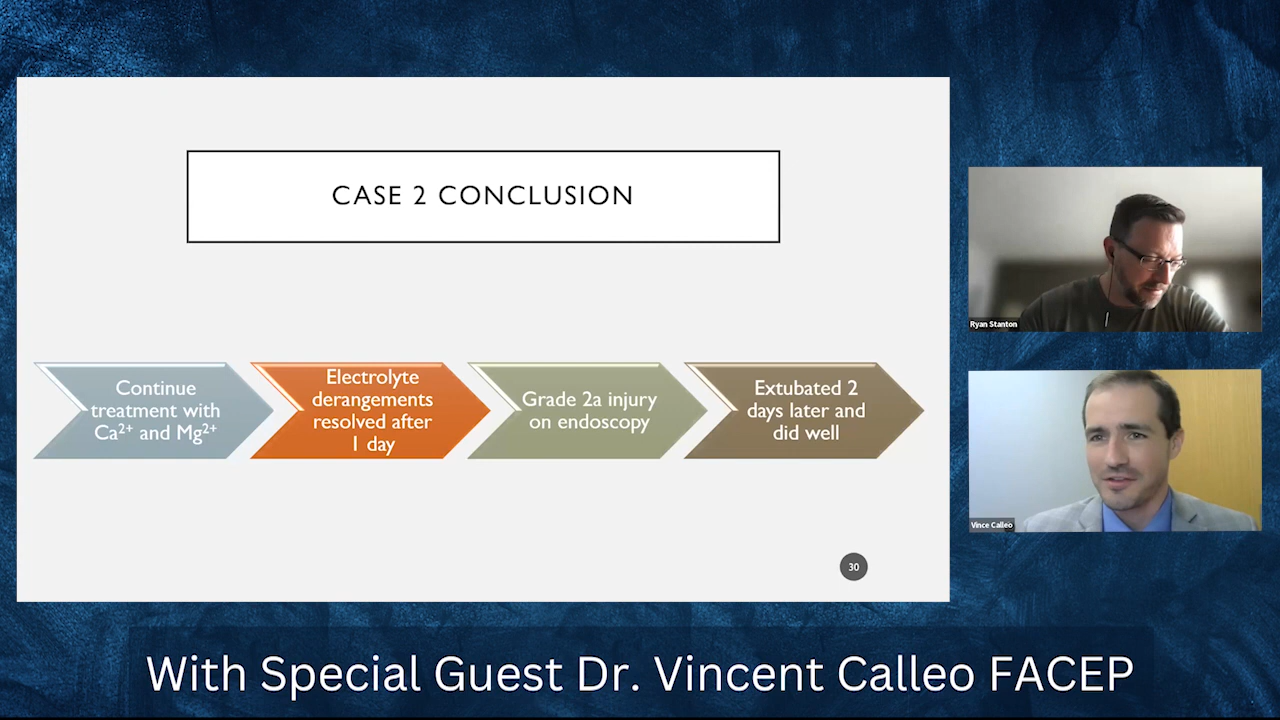 CASE 2 CONCLUSION
Continue
treatment with
Ca²⁺ and Mg²⁺
Electrolyte
derangements
resolved after
1 day
Grade 2a injury
on endoscopy
Extubated 2
days later and
did well
30
Ryan Stanton
Vince Calleo
With Special Guest Dr. Vincent Calleo FACEP